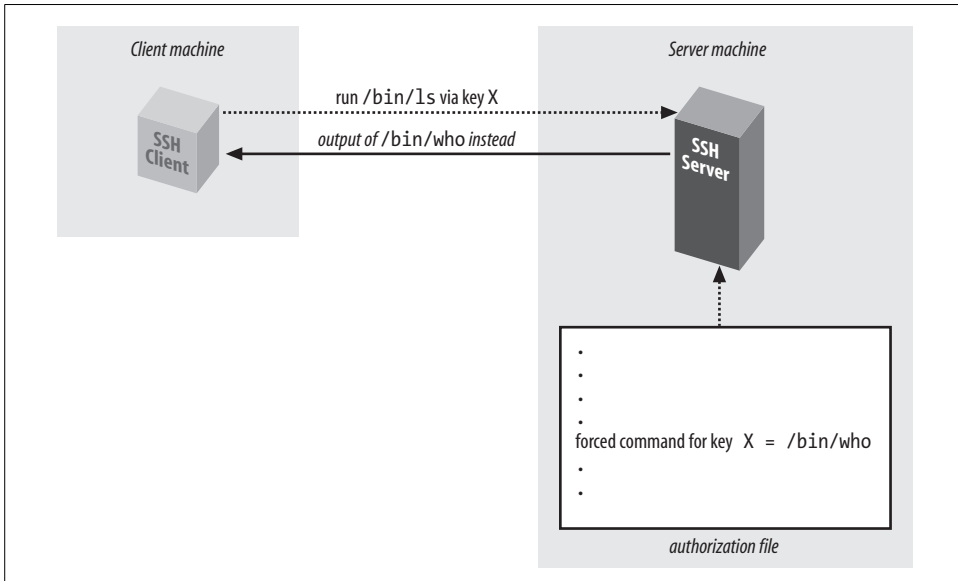 Client machine
Server machine
run /bin/ls via key X
output of /bin/who instead
SSH
Client
SSH
Server
.
.
.
.
forced command for key X = /bin/who
.
.
authorization file